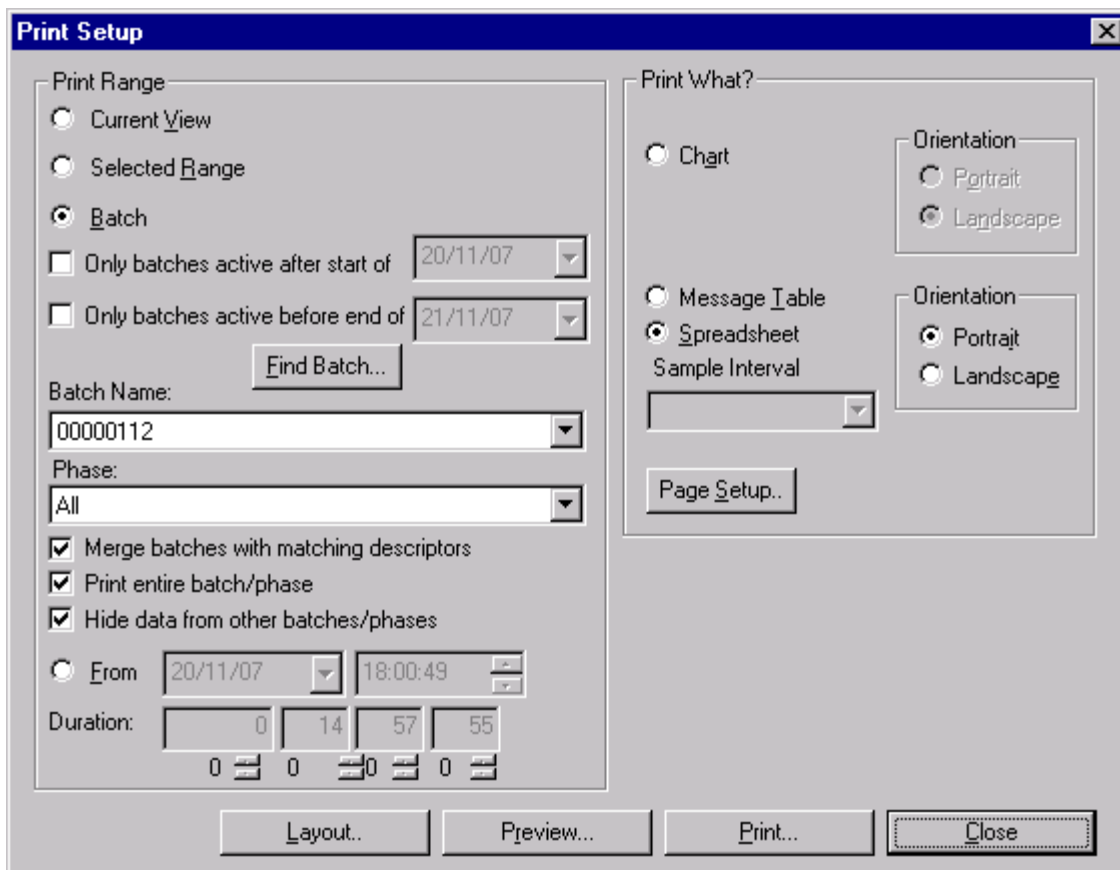 Print Setup
Print Range
Current View
Selected Range
Batch
Only batches active after start of 20/11/07
Only batches active before end of 21/11/07
Find Batch...
Batch Name:
00000112
Phase:
All
Merge batches with matching descriptors
Print entire batch/phase
Hide data from other batches/phases
From 20/11/07 18:00:49
Duration: 0 14 57 55
0 0 0 0
Print What?
Chart
Orientation
Portrait
Landscape
Message Table
Spreadsheet
Sample Interval
Orientation
Portrait
Landscape
Page Setup..
Layout.. Preview... Print... Close